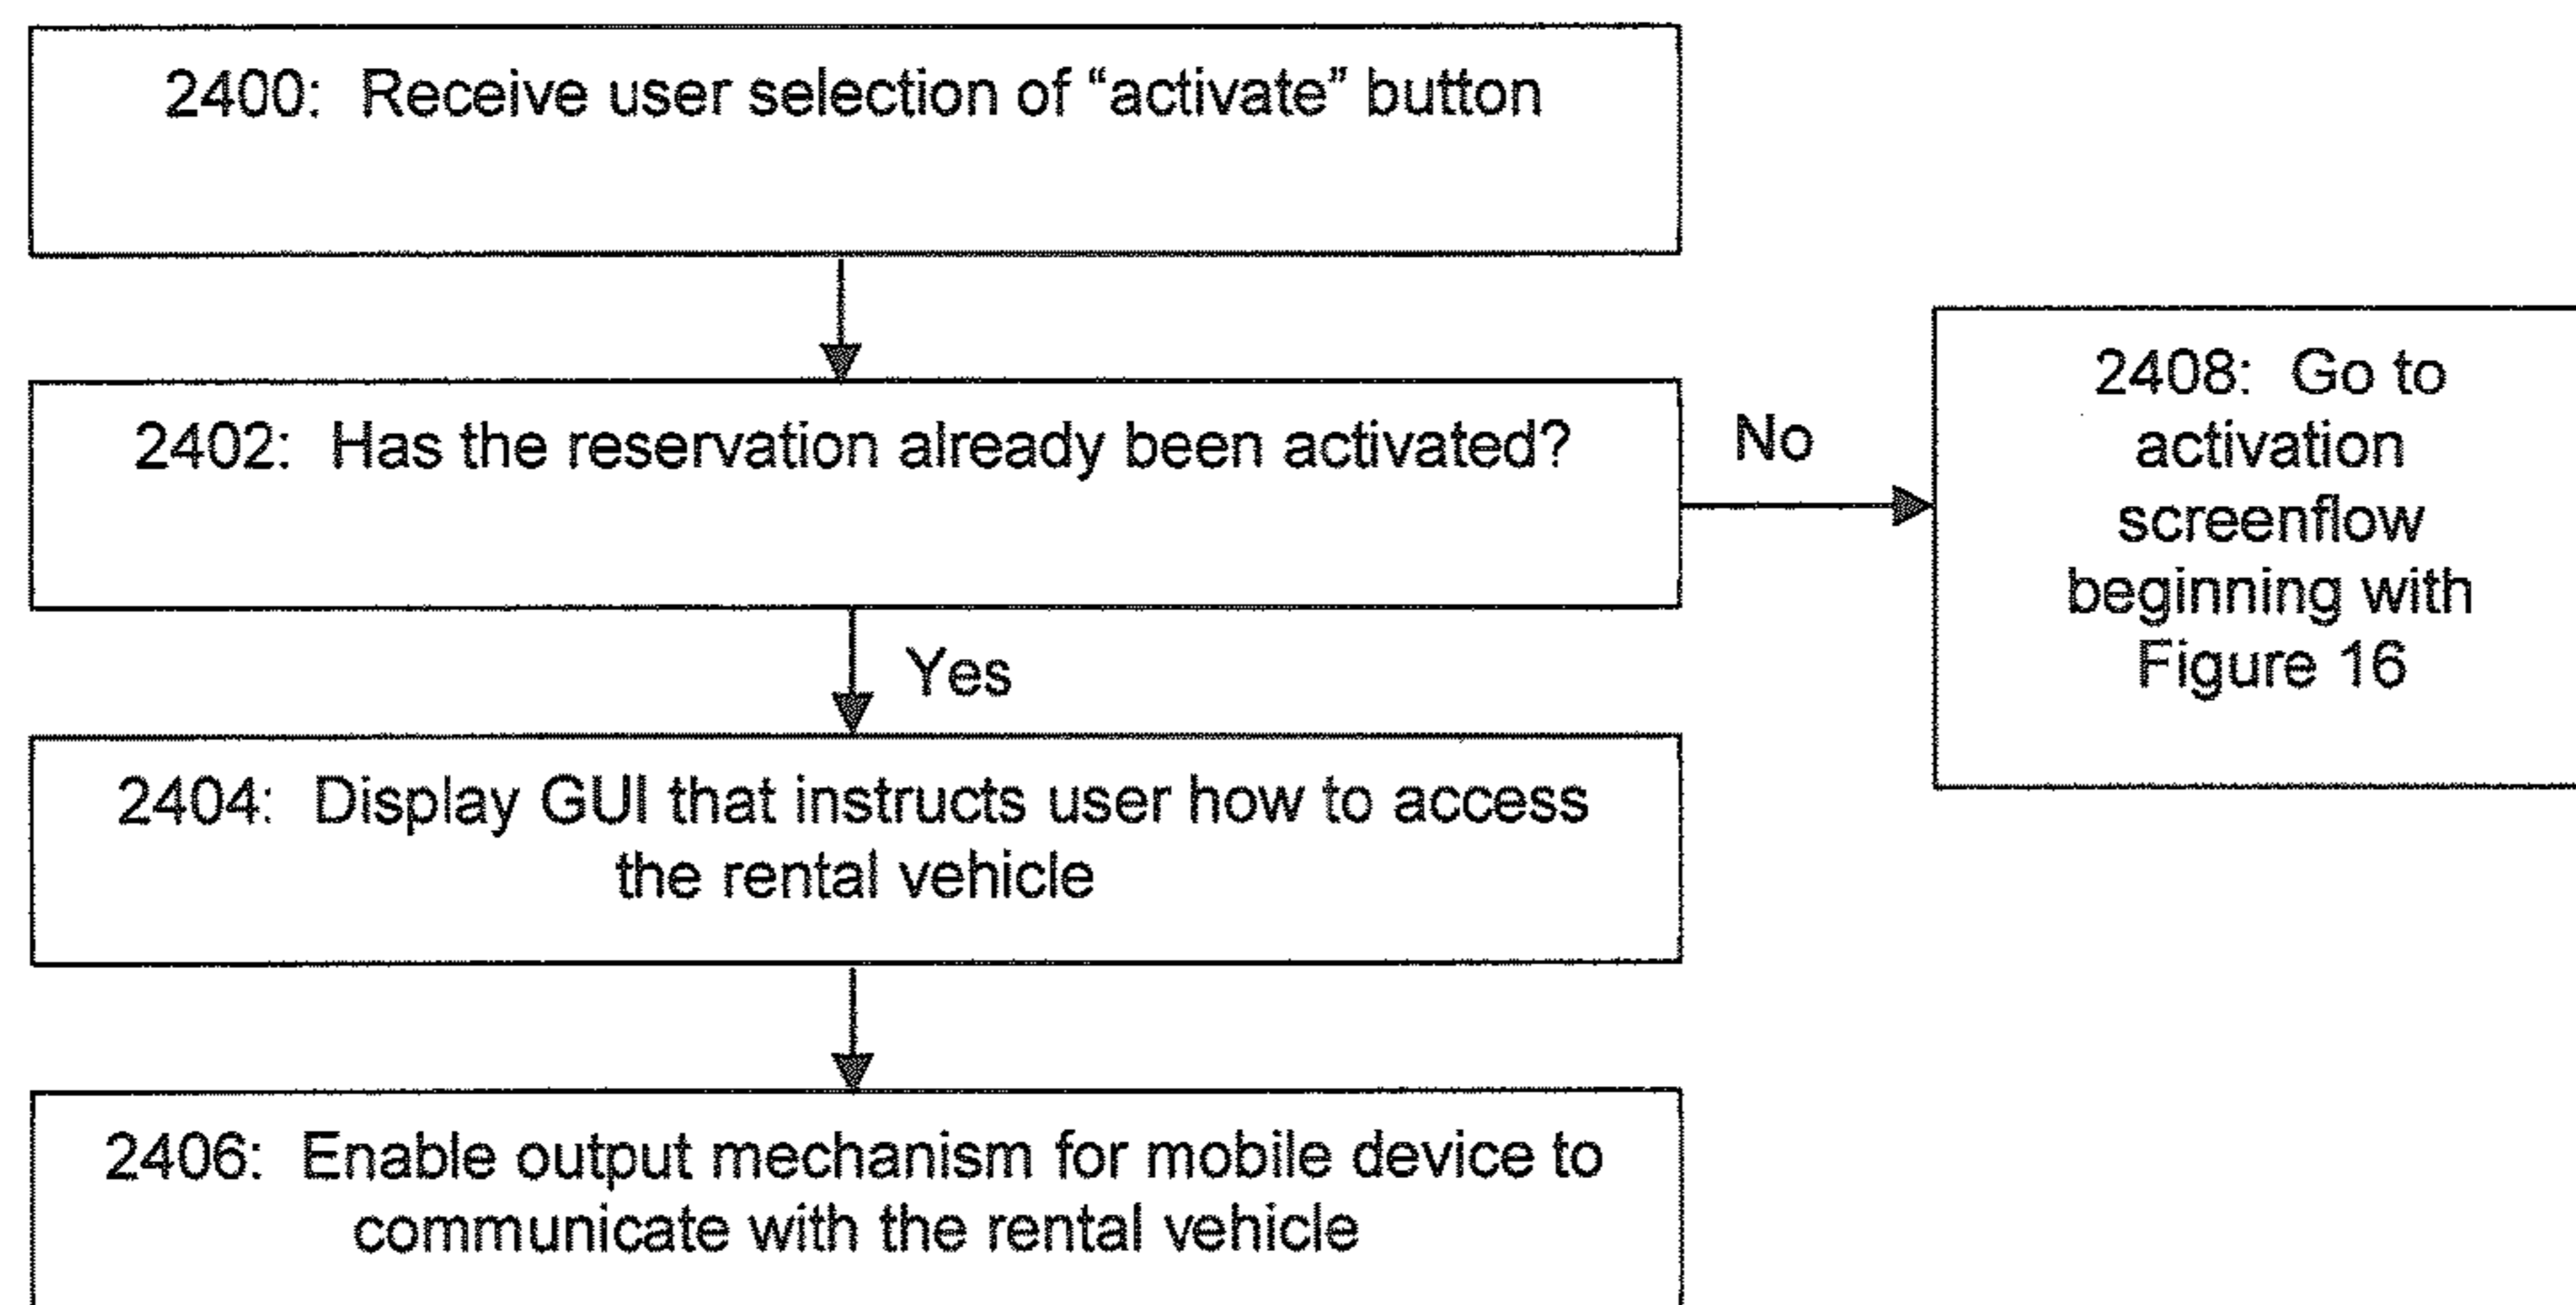 2400: Receive user selection of “activate” button
2402: Has the reservation already been activated?
No
2408: Go to
activation
screenflow
beginning with
Figure 16
Yes
2404: Display GUI that instructs user how to access
the rental vehicle
2406: Enable output mechanism for mobile device to
communicate with the rental vehicle